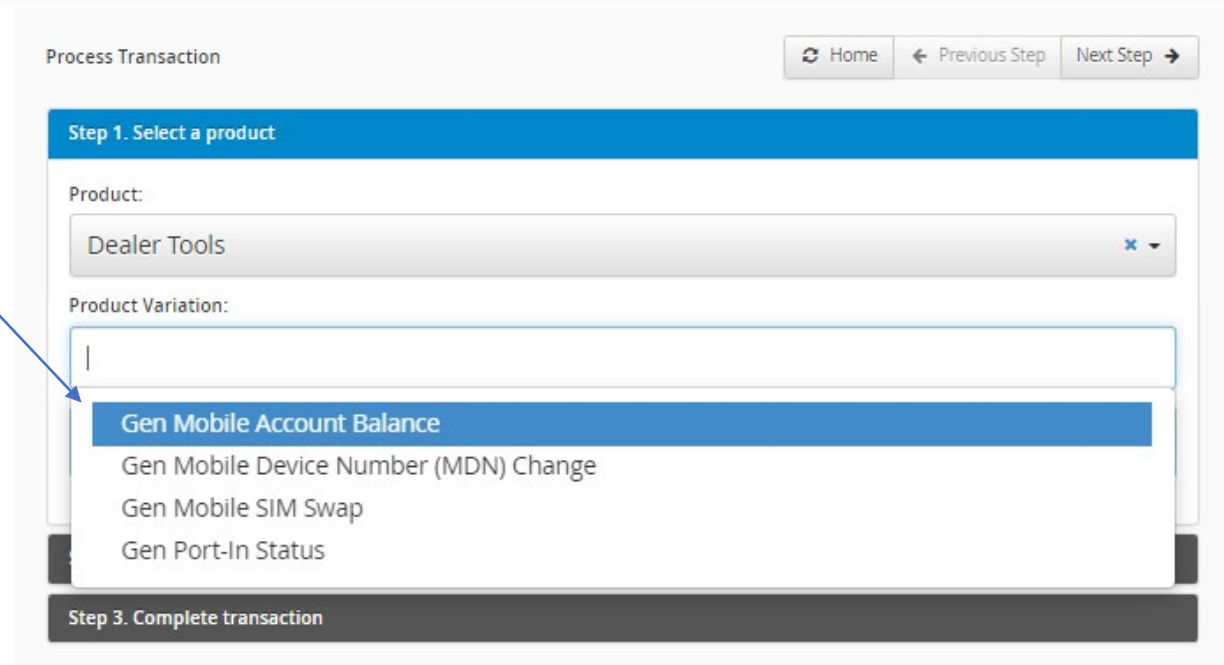 Process Transaction
Home
Previous Step
Next Step
Step 1. Select a product
Product:
Dealer Tools
Product Variation:
Gen Mobile Account Balance
Gen Mobile Device Number (MDN) Change
Gen Mobile SIM Swap
Gen Port-In Status
Step 3. Complete transaction